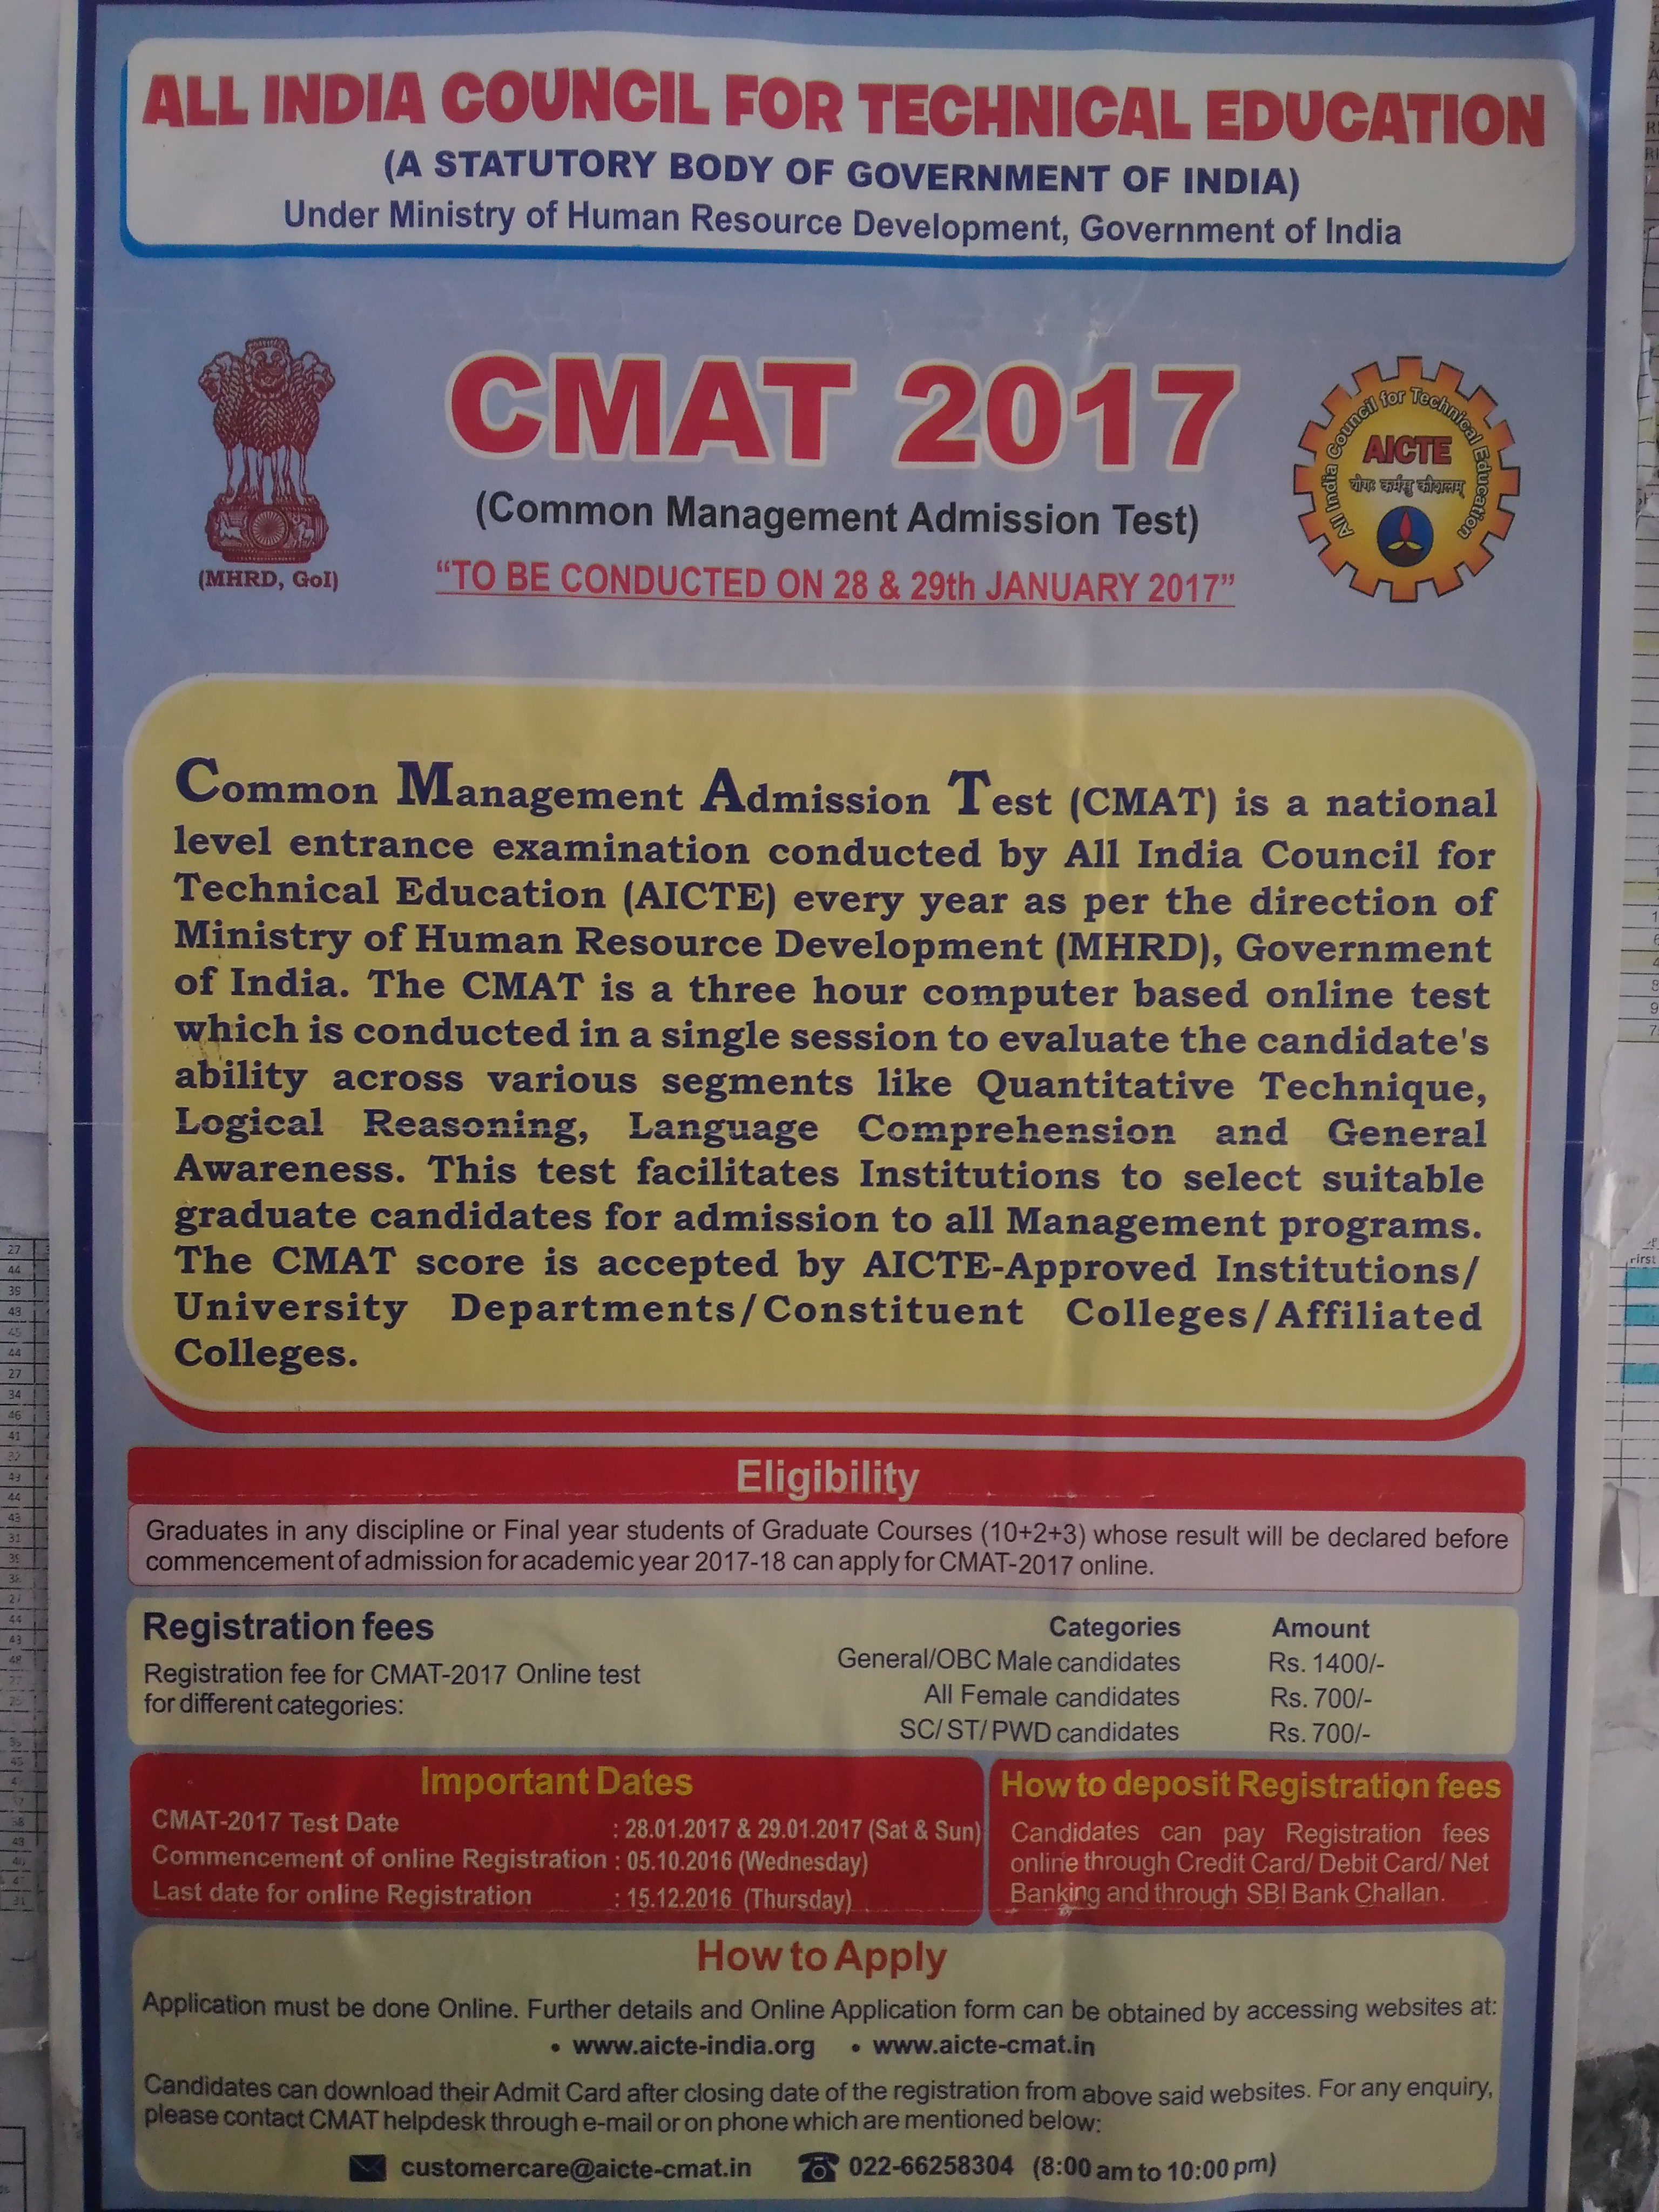 ALL INDIA COUNCIL FOR TECHNICAL EDUCATION
(A STATUTORY BODY OF GOVERNMENT OF INDIA)
Under Ministry of Human Resource Development, Government of India
(MHRD, GoI)
CMAT 2017
(Common Management Admission Test)
“TO BE CONDUCTED ON 28 & 29th JANUARY 2017”
All India Council for Technical Education
AICTE
योगः कर्मसु कौशलम्
Common Management Admission Test (CMAT) is a national
level entrance examination conducted by All India Council for
Technical Education (AICTE) every year as per the direction of
Ministry of Human Resource Development (MHRD), Government
of India. The CMAT is a three hour computer based online test
which is conducted in a single session to evaluate the candidate's
ability across various segments like Quantitative Technique,
Logical Reasoning, Language Comprehension and General
Awareness. This test facilitates Institutions to select suitable
graduate candidates for admission to all Management programs.
The CMAT score is accepted by AICTE-Approved Institutions/
University Departments/Constituent Colleges/Affiliated
Colleges.
Eligibility
Graduates in any discipline or Final year students of Graduate Courses (10+2+3) whose result will be declared before
commencement of admission for academic year 2017-18 can apply for CMAT-2017 online.
Registration fees
Registration fee for CMAT-2017 Online test
for different categories:
Categories Amount
General/OBC Male candidates Rs. 1400/-
All Female candidates Rs. 700/-
SC/ ST/ PWD candidates Rs. 700/-
Important Dates
CMAT-2017 Test Date : 28.01.2017 & 29.01.2017 (Sat & Sun)
Commencement of online Registration : 05.10.2016 (Wednesday)
Last date for online Registration : 15.12.2016 (Thursday)
How to deposit Registration fees
Candidates can pay Registration fees
online through Credit Card/ Debit Card/ Net
Banking and through SBI Bank Challan.
How to Apply
Application must be done Online. Further details and Online Application form can be obtained by accessing websites at:
• www.aicte-india.org • www.aicte-cmat.in
Candidates can download their Admit Card after closing date of the registration from above said websites. For any enquiry,
please contact CMAT helpdesk through e-mail or on phone which are mentioned below:
customercare@aicte-cmat.in 022-66258304 (8:00 am to 10:00 pm)